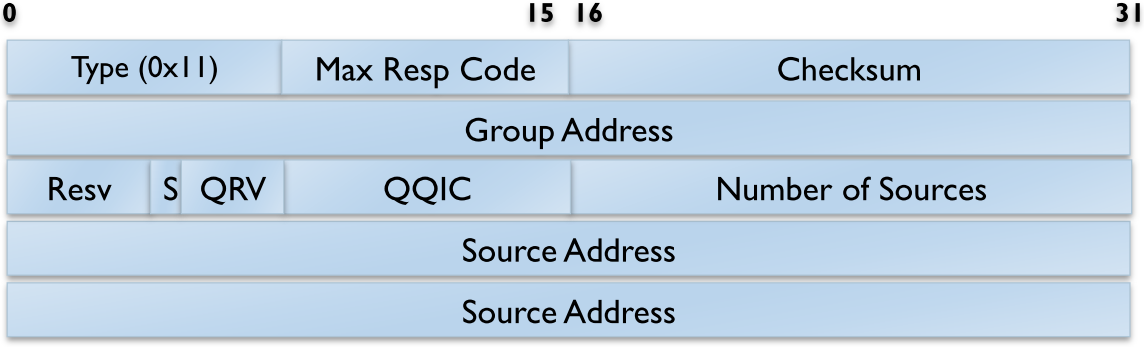 0 15 16 31
Type (0x11) Max Resp Code Checksum
Group Address
Resv S QRV QQIC Number of Sources
Source Address
Source Address